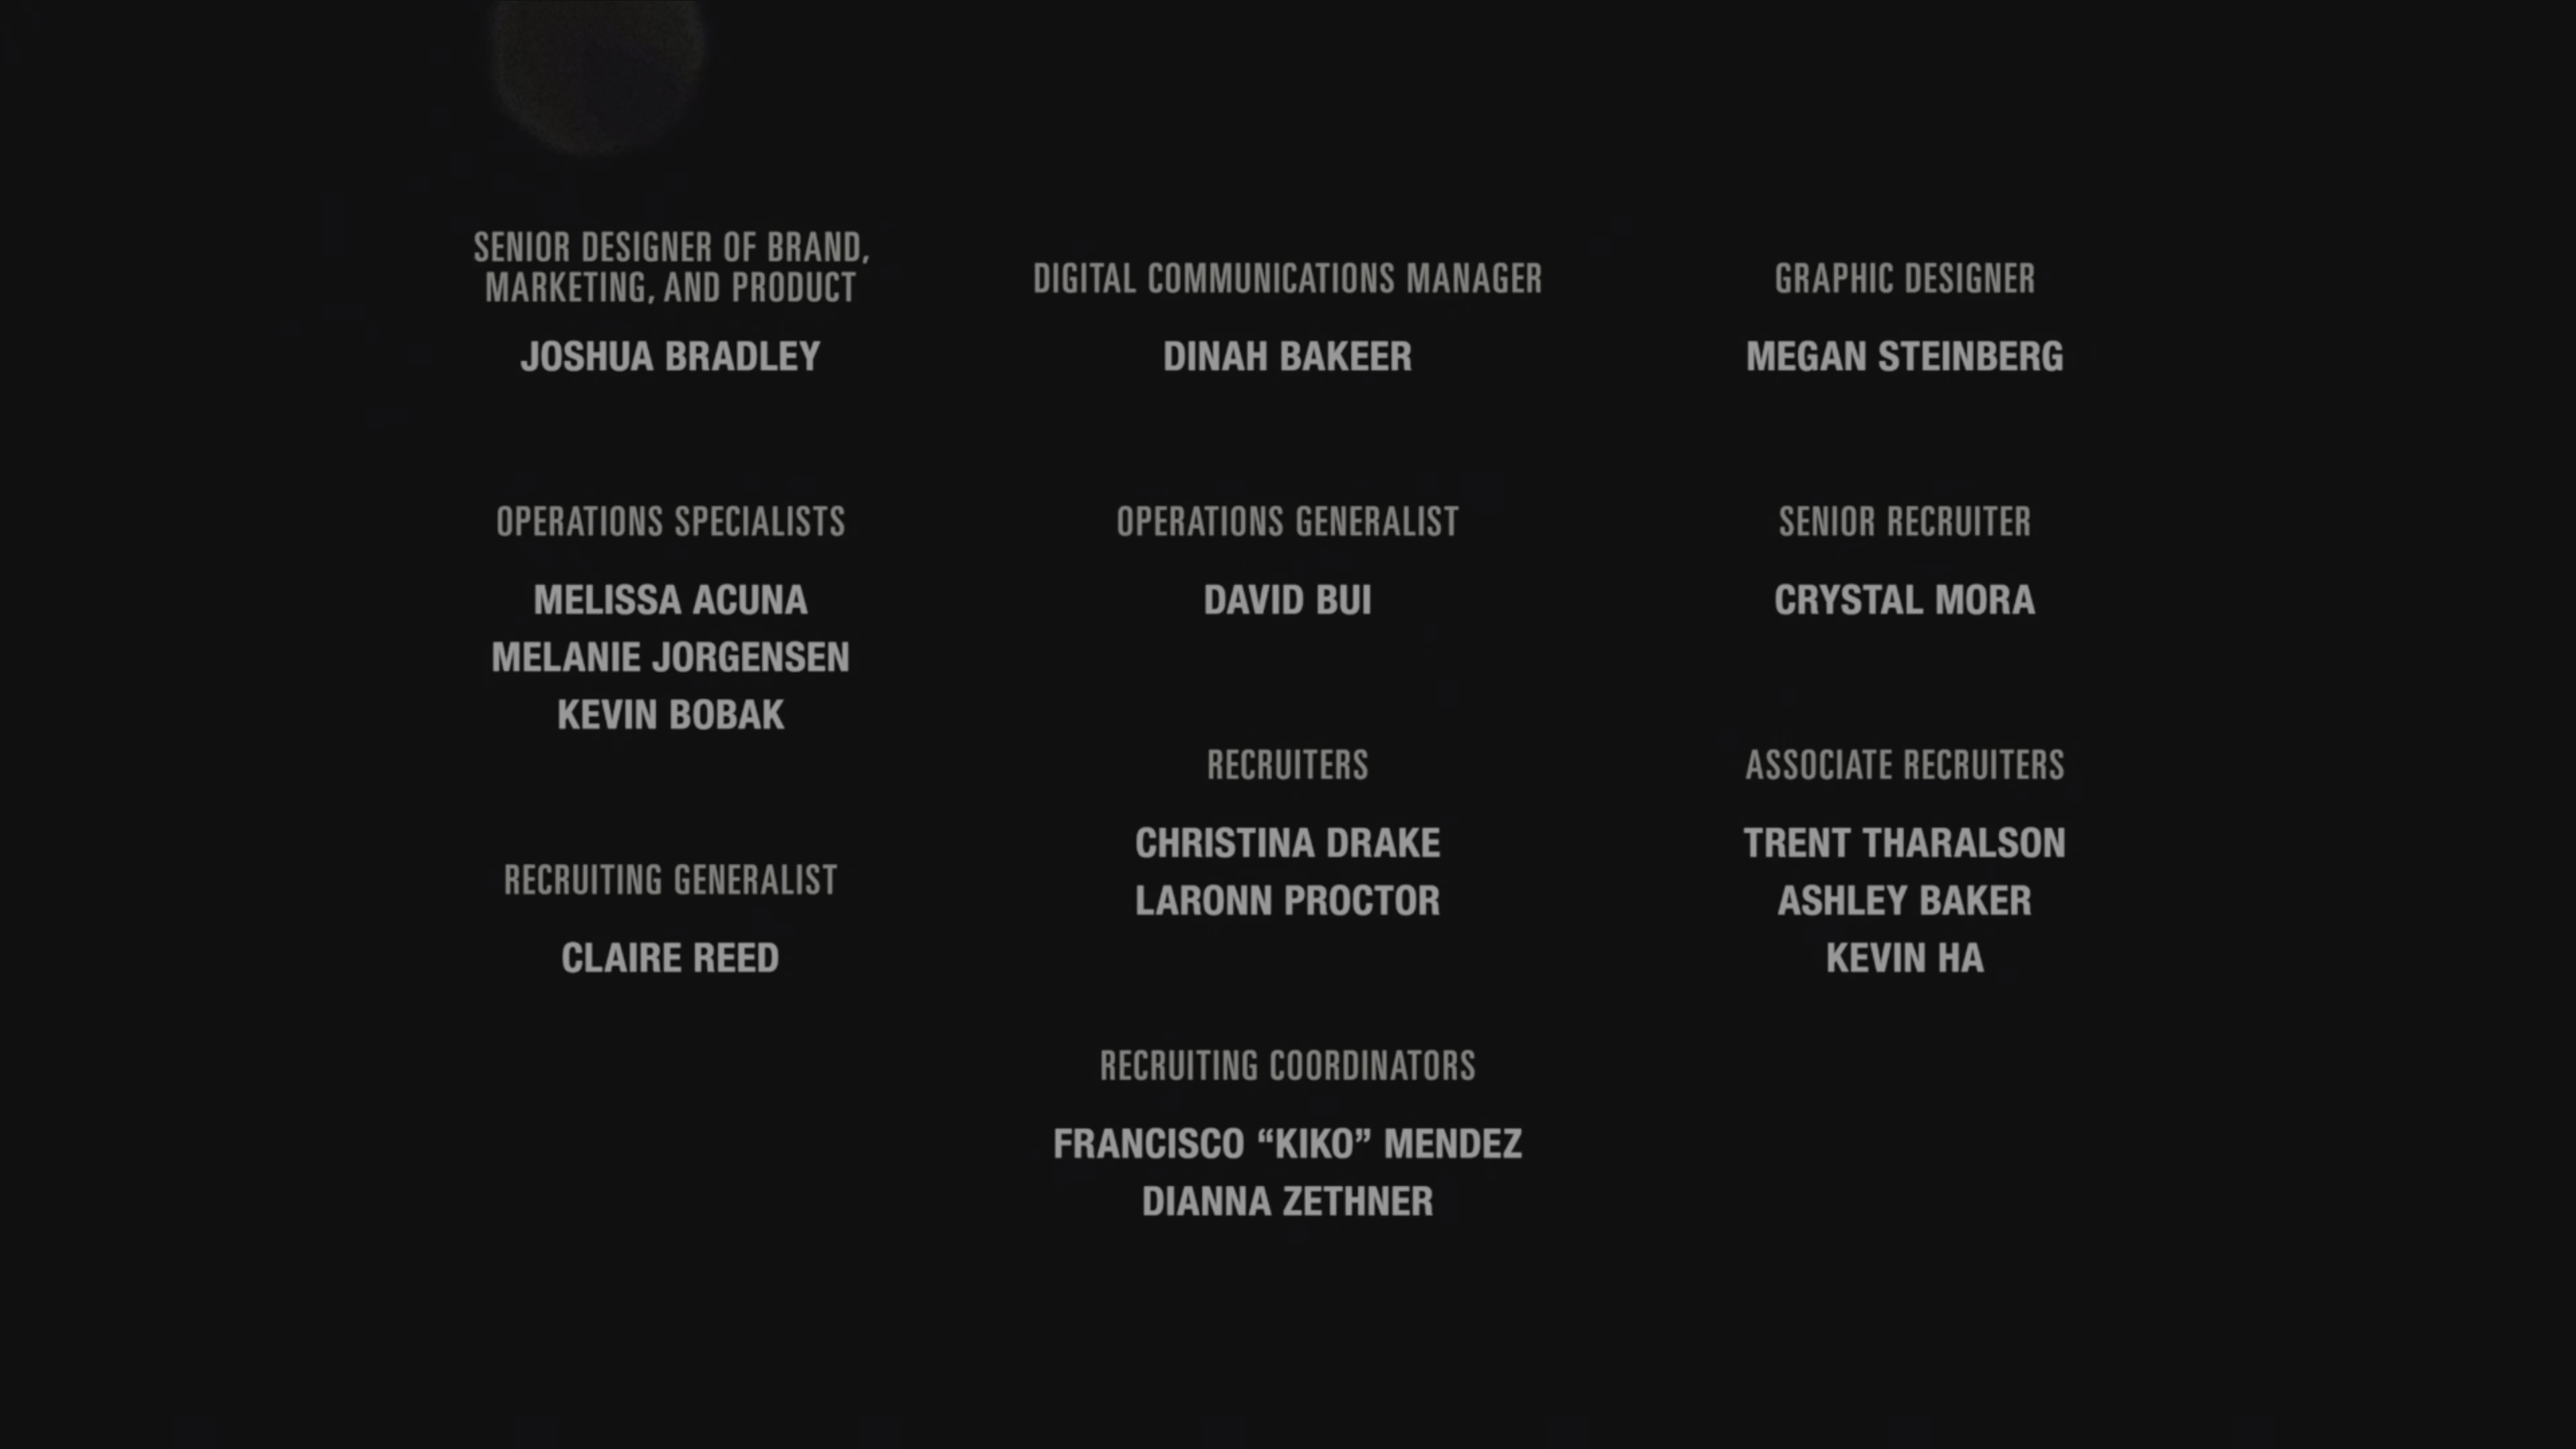 SENIOR DESIGNER OF BRAND,
MARKETING, AND PRODUCT
JOSHUA BRADLEY
DIGITAL COMMUNICATIONS MANAGER
DINAH BAKEER
GRAPHIC DESIGNER
MEGAN STEINBERG
OPERATIONS SPECIALISTS
MELISSA ACUNA
MELANIE JORGENSEN
KEVIN BOBAK
OPERATIONS GENERALIST
DAVID BUI
SENIOR RECRUITER
CRYSTAL MORA
RECRUITING GENERALIST
CLAIRE REED
RECRUITERS
CHRISTINA DRAKE
LARONN PROCTOR
ASSOCIATE RECRUITERS
TRENT THARALSON
ASHLEY BAKER
KEVIN HA
RECRUITING COORDINATORS
FRANCISCO “KIKO” MENDEZ
DIANNA ZETHNER